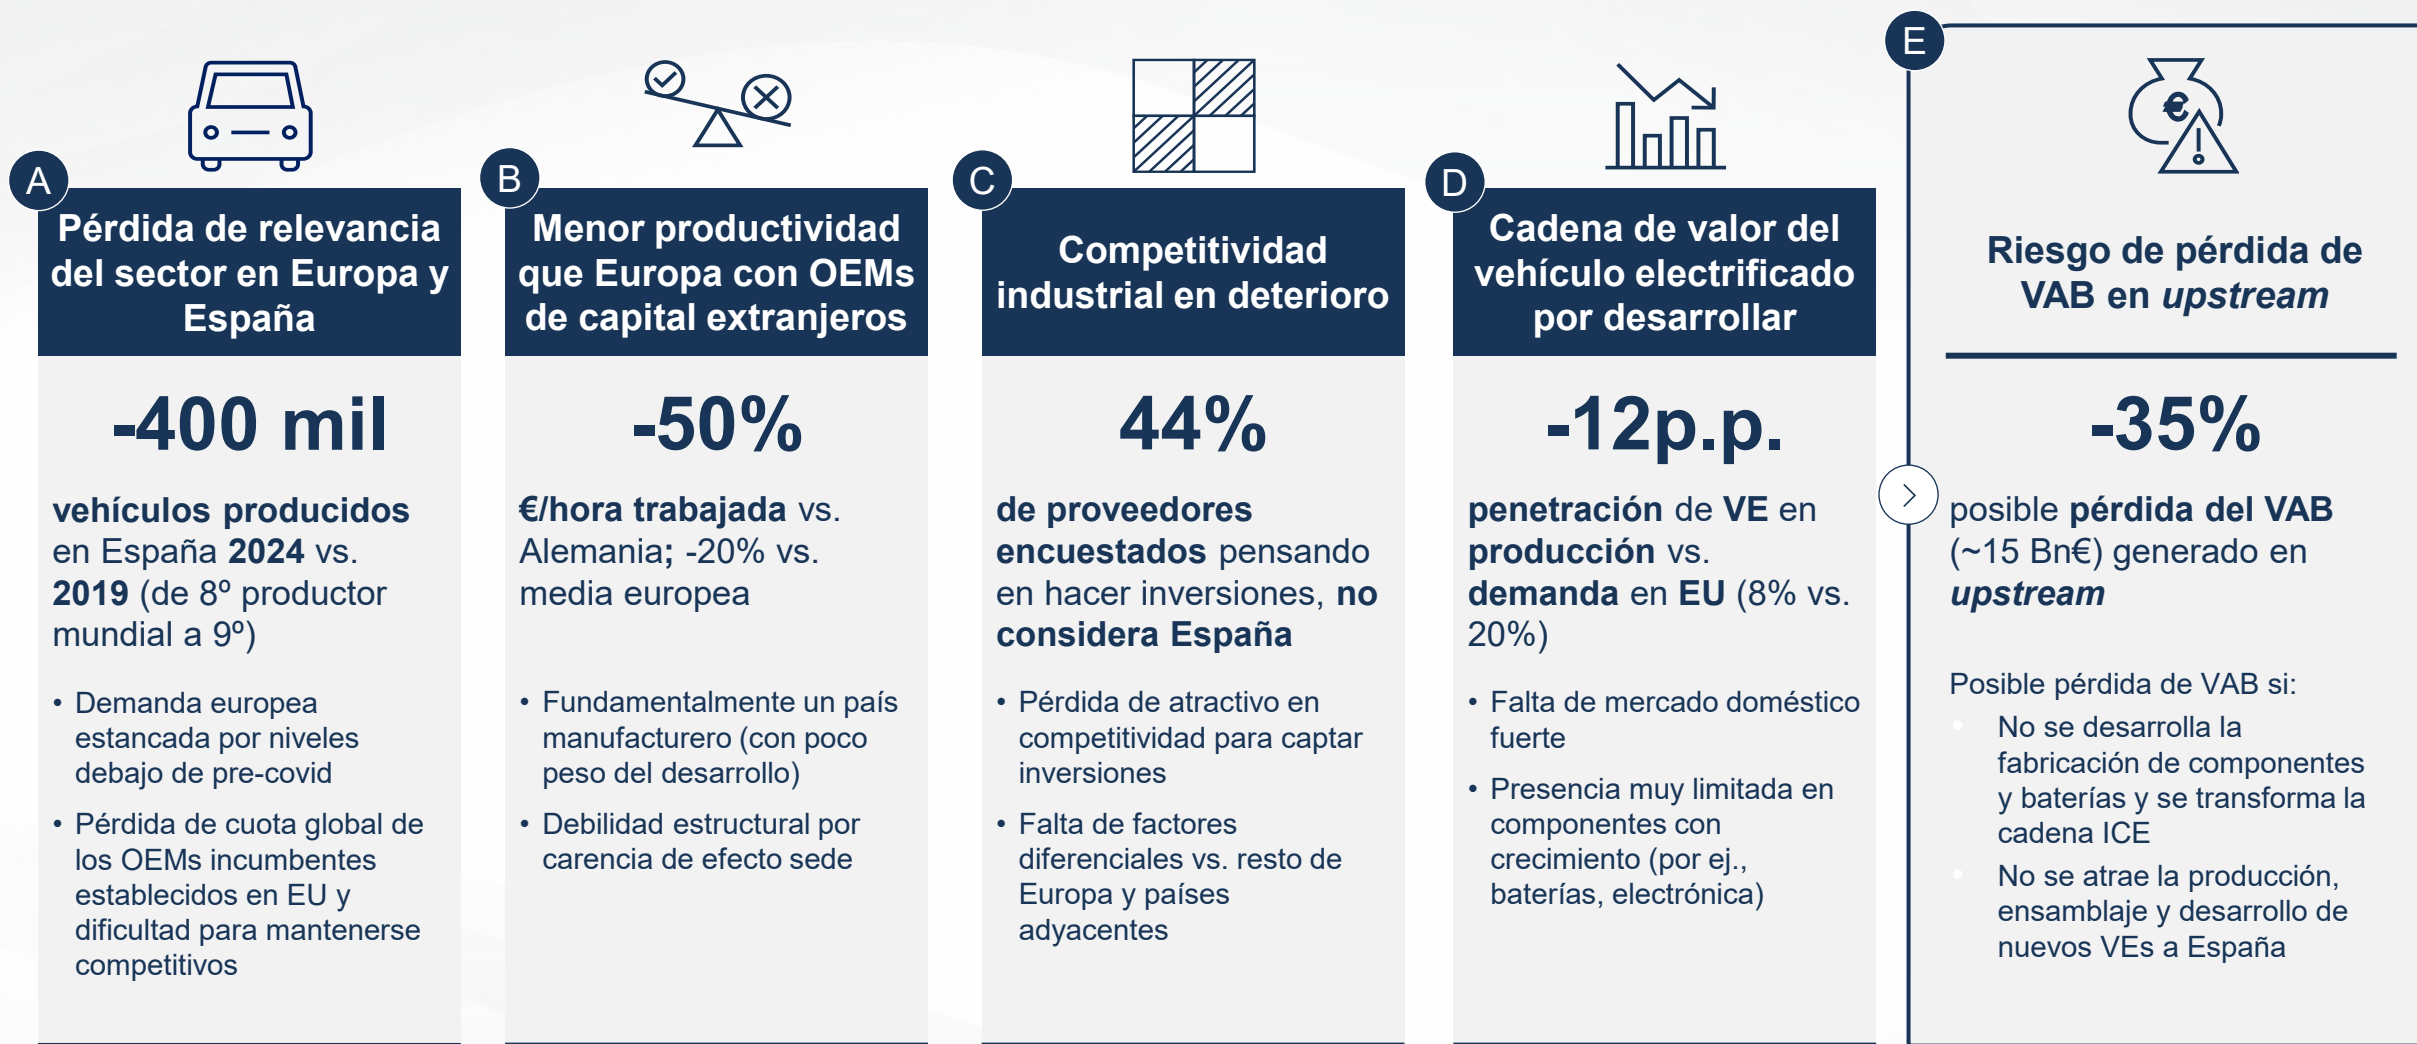 A
Pérdida de relevancia
del sector en Europa y
España
-400 mil
vehículos producidos
en España 2024 vs.
2019 (de 8º productor
mundial a 9º)
• Demanda europea
estancada por niveles
debajo de pre-covid
• Pérdida de cuota global de
los OEMs incumbentes
establecidos en EU y
dificultad para mantenerse
competitivos
B
Menor productividad
que Europa con OEMs
de capital extranjeros
-50%
€/hora trabajada vs.
Alemania; -20% vs.
media europea
• Fundamentalmente un país
manufacturero (con poco
peso del desarrollo)
• Debilidad estructural por
carencia de efecto sede
C
Competitividad
industrial en deterioro
44%
de proveedores
encuestados pensando
en hacer inversiones, no
considera España
• Pérdida de atractivo en
competitividad para captar
inversiones
• Falta de factores
diferenciales vs. resto de
Europa y países
adyacentes
D
Cadena de valor del
vehículo electrificado
por desarrollar
-12p.p.
penetración de VE en
producción vs.
demanda en EU (8% vs.
20%)
• Falta de mercado doméstico
fuerte
• Presencia muy limitada en
componentes con
crecimiento (por ej.,
baterías, electrónica)
E
€
Riesgo de pérdida de
VAB en upstream
-35%
posible pérdida del VAB
(~15 Bn€) generado en
upstream
Posible pérdida de VAB si:
• No se desarrolla la
fabricación de componentes
y baterías y se transforma la
cadena ICE
• No se atrae la producción,
ensamblaje y desarrollo de
nuevos VEs a España